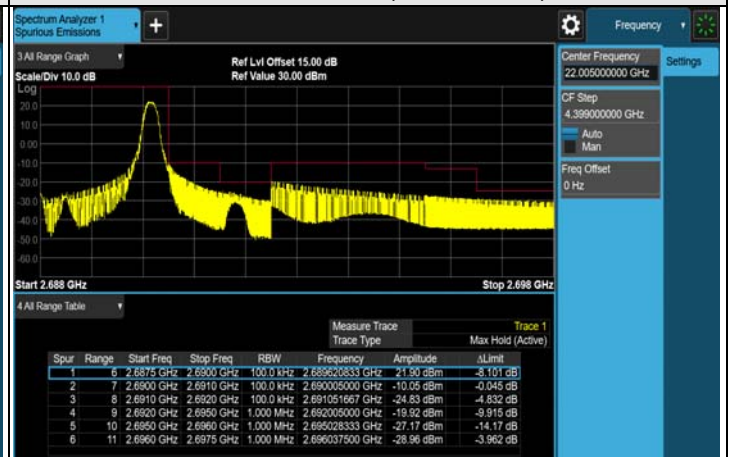 Spectrum Analyzer 1
Spurious Emissions
+
Frequency
3 All Range Graph
Scale/Div 10.0 dB
Ref Lvl Offset 15.00 dB
Ref Value 30.00 dBm
Log
20.0
10.0
0.00
-10.0
-20.0
-30.0
-40.0
-50.0
-60.0
Start 2.688 GHz
Stop 2.698 GHz
Center Frequency
22.005000000 GHz
Settings
CF Step
4.399000000 GHz
Auto
Man
Freq Offset
0 Hz
4 All Range Table
Measure Trace Trace 1
Trace Type Max Hold (Active)
Spur Range Start Freq Stop Freq RBW Frequency Amplitude ΔLimit
1 6 2.6875 GHz 2.6900 GHz 100.0 kHz 2.689620833 GHz 21.90 dBm -8.101 dB
2 7 2.6900 GHz 2.6910 GHz 100.0 kHz 2.690005000 GHz -10.05 dBm -0.045 dB
3 8 2.6910 GHz 2.6920 GHz 100.0 kHz 2.691051667 GHz -24.83 dBm -4.832 dB
4 9 2.6920 GHz 2.6950 GHz 1.000 MHz 2.692005000 GHz -19.92 dBm -9.915 dB
5 10 2.6950 GHz 2.6960 GHz 1.000 MHz 2.695028333 GHz -27.17 dBm -14.17 dB
6 11 2.6960 GHz 2.6975 GHz 1.000 MHz 2.696037500 GHz -28.96 dBm -3.962 dB